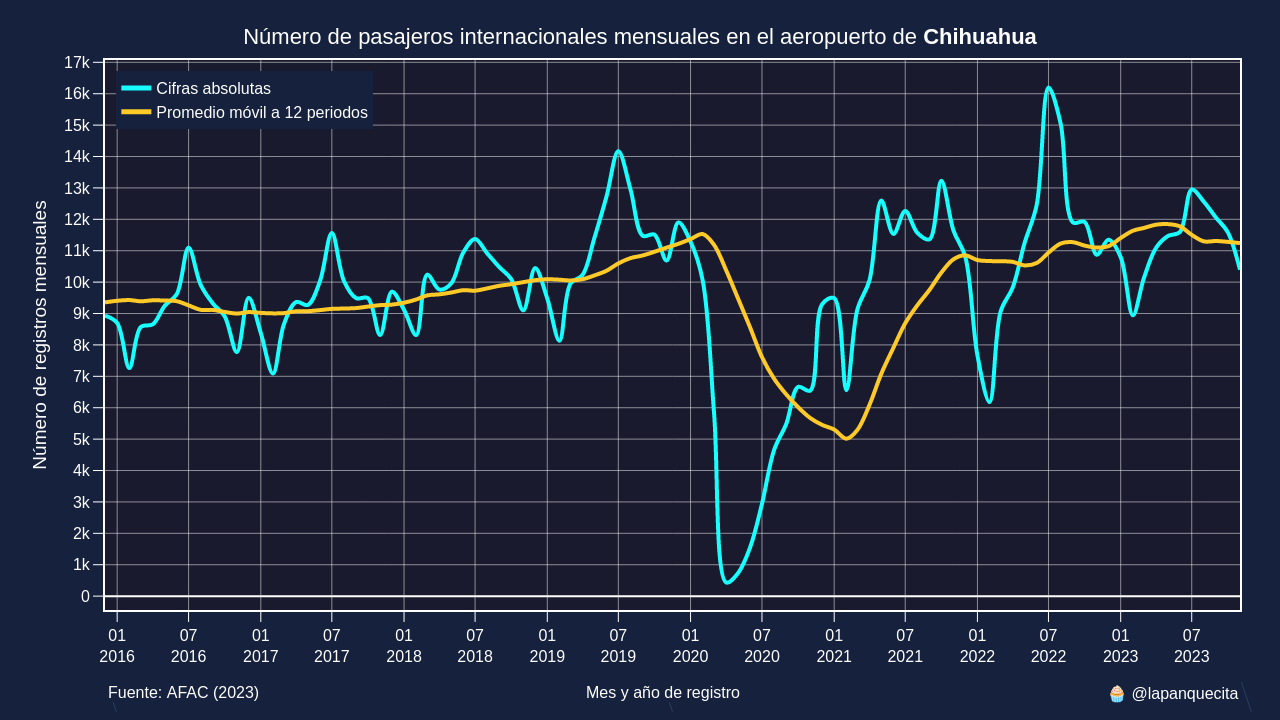 Número de pasajeros internacionales mensuales en el aeropuerto de Chihuahua
Cifras absolutas
Promedio móvil a 12 periodos
Número de registros mensuales
17k
16k
15k
14k
13k
12k
11k
10k
9k
8k
7k
6k
5k
4k
3k
2k
1k
0
01 07 01 07 01 07 01 07 01 07 01 07 01 07 01 07
2016 2016 2017 2017 2018 2018 2019 2019 2020 2020 2021 2021 2022 2022 2023 2023
Fuente: AFAC (2023) Mes y año de registro 🧁 @lapanquecita